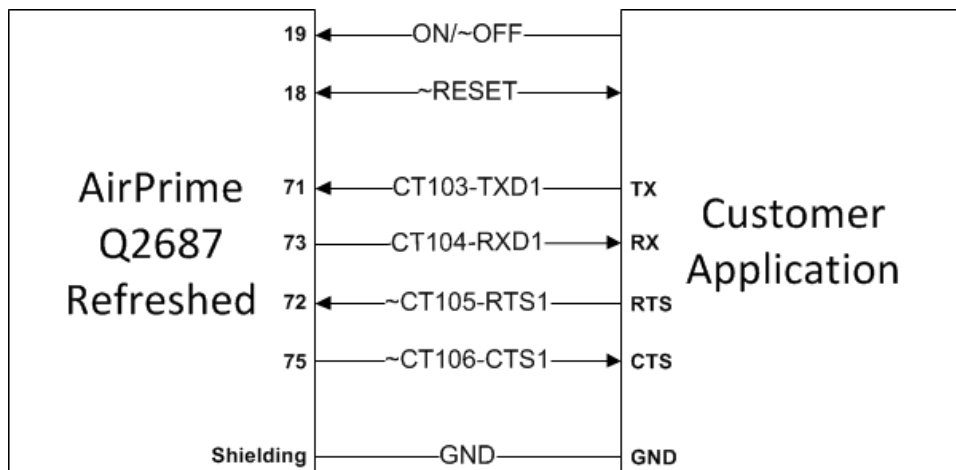 19 ON/~OFF
18 ~RESET
71 CT103-TXD1 TX
73 CT104-RXD1 RX
72 ~CT105-RTS1 RTS
75 ~CT106-CTS1 CTS
Shielding GND GND
AirPrime
Q2687
Refreshed
Customer
Application